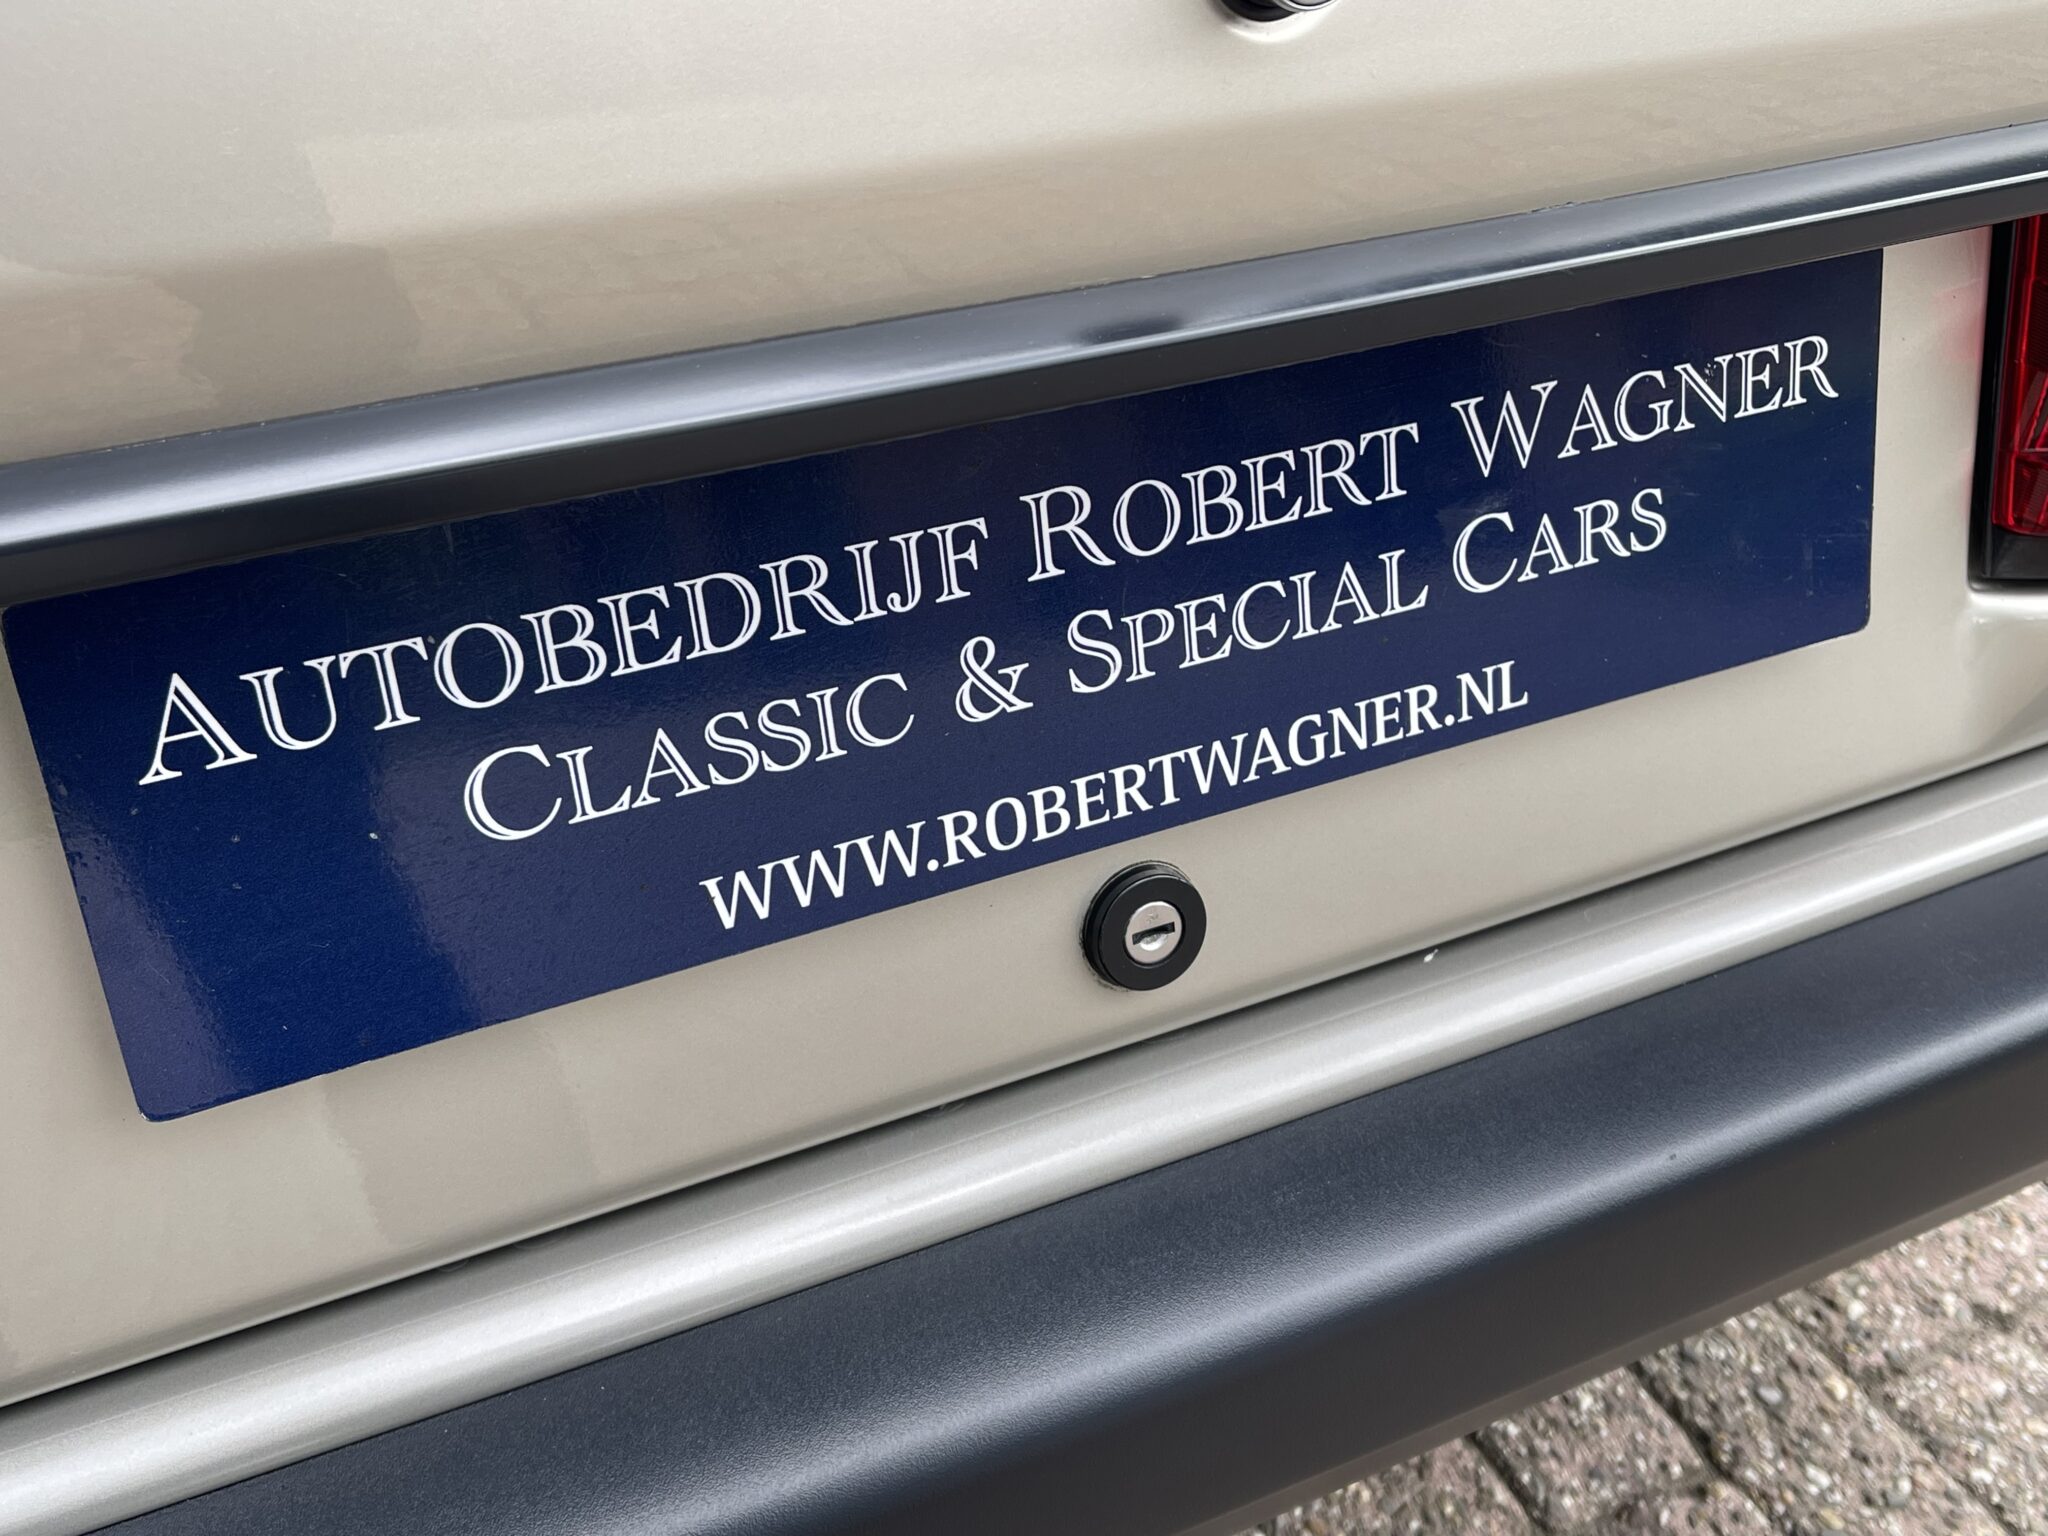 AUTOBEDRIJF ROBERT WAGNER
CLASSIC & SPECIAL CARS
WWW.ROBERTWAGNER.NL